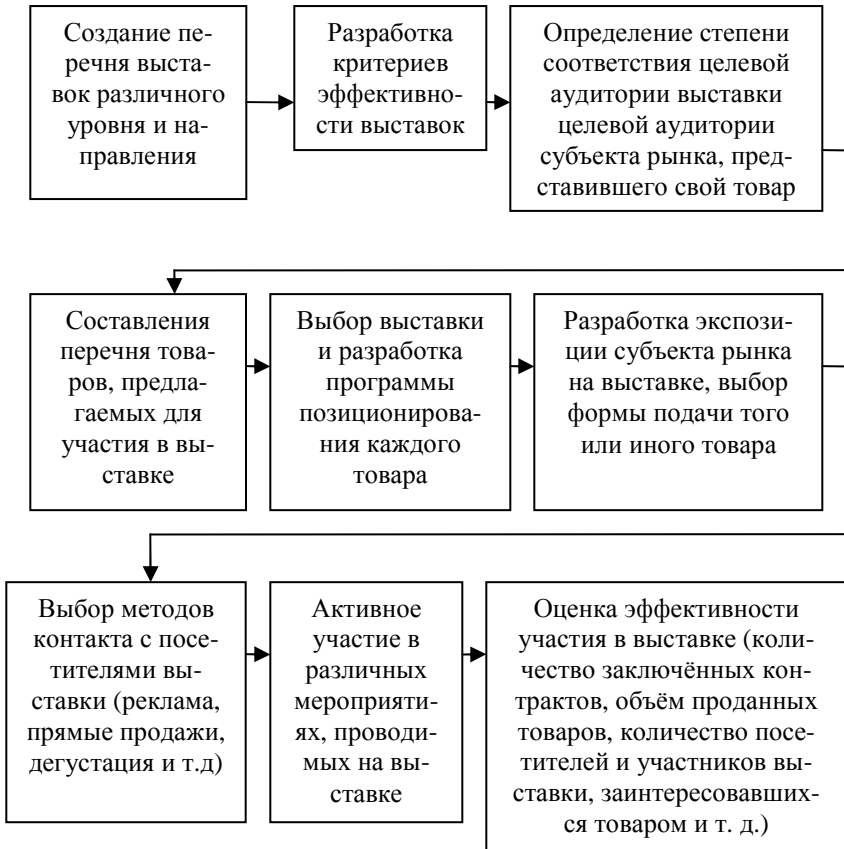 Создание пе-
речня выста-
вок различного
уровня и на-
правления
Разработка
критериев
эффективно-
сти выставок
Определение степени
соответствия целевой
аудитории выставки
целевой аудитории
субъекта рынка, пред-
ставившего свой товар
Составления
перечня това-
ров, предла-
гаемых для
участия в вы-
ставке
Выбор выставки
и разработка
программы
позиционирова-
ния каждого
товара
Разработка экспози-
ции субъекта рынка
на выставке, выбор
формы подачи того
или иного товара
Выбор методов
контакта с посе-
тителями вы-
ставки (реклама,
прямые продажи,
дегустация и т.д)
Активное
участие в
различных
мероприяти-
ях, проводи-
мых на вы-
ставке
Оценка эффективности
участия в выставке (коли-
чество заключённых кон-
трактов, объём проданных
товаров, количество посе-
тителей и участников вы-
ставки, заинтересовавших-
ся товаром и т. д.)